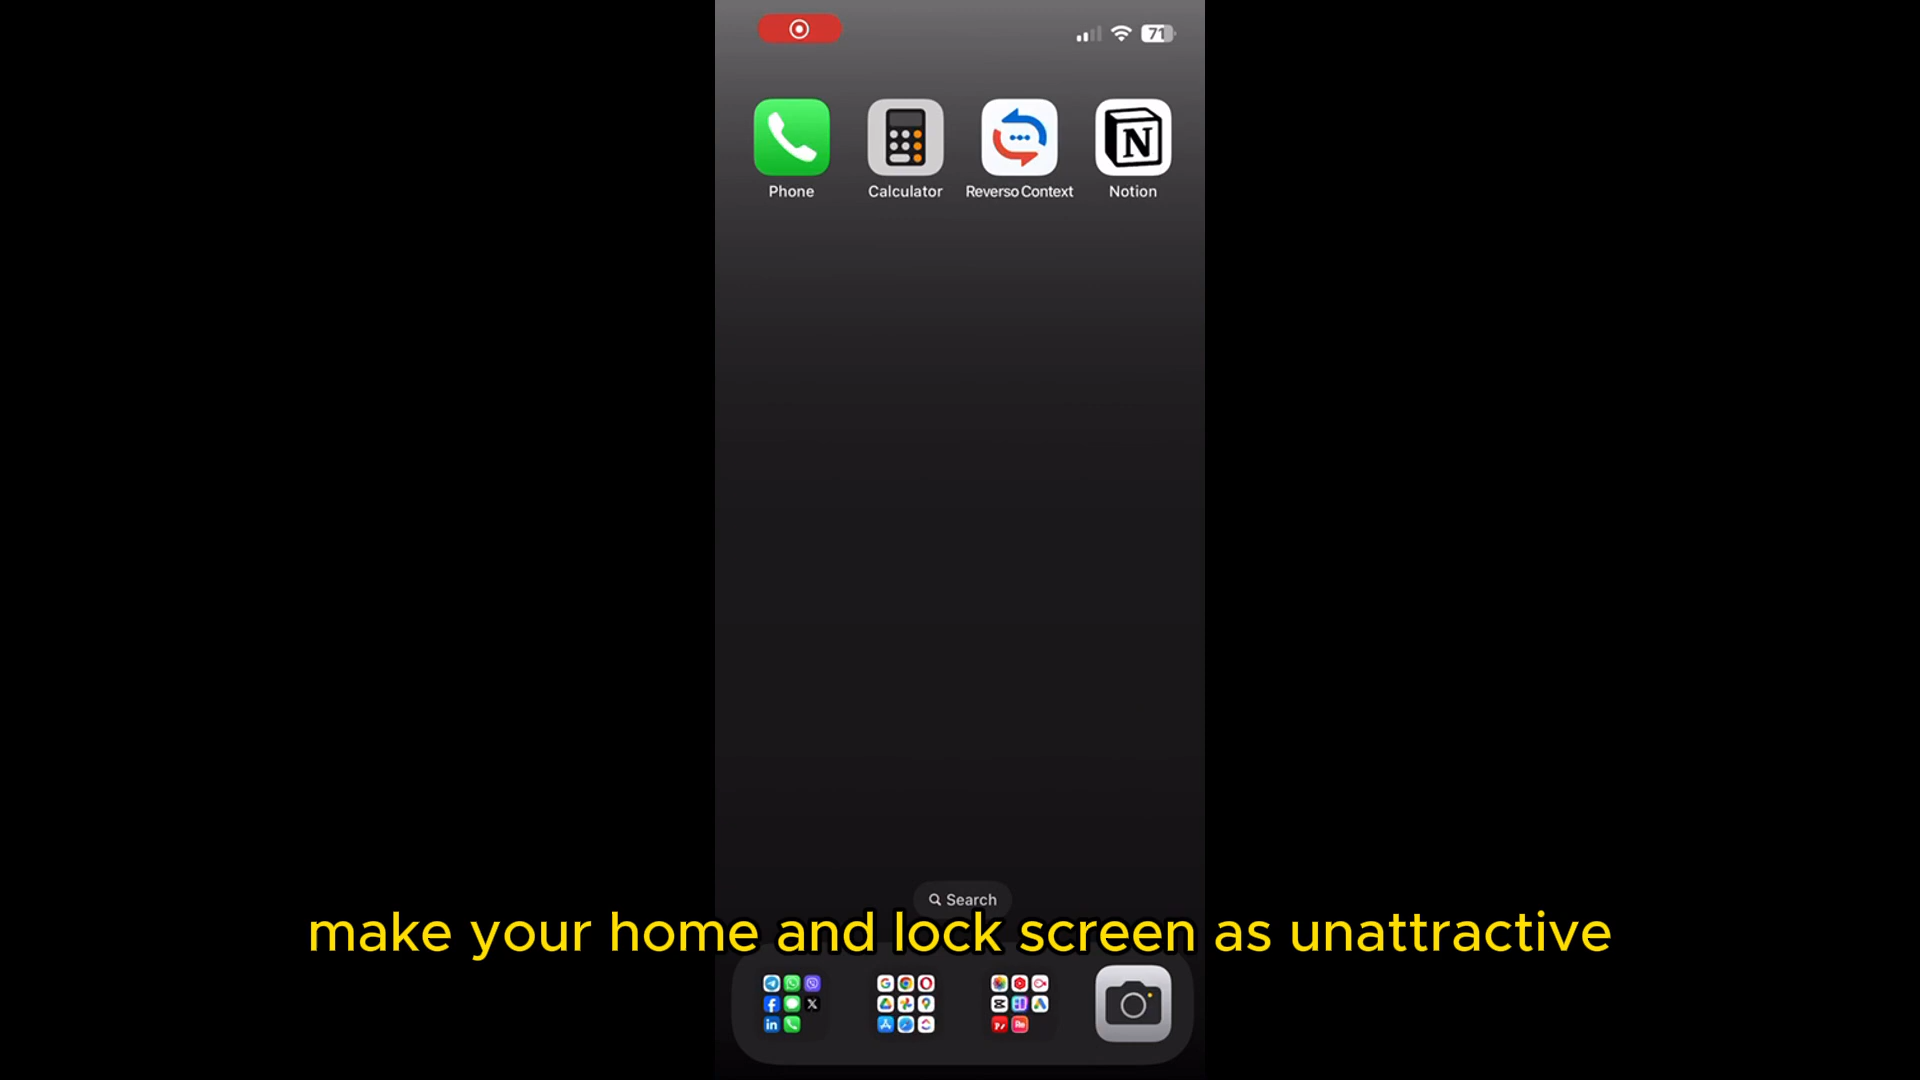 71
Phone Calculator Reverso Context Notion
N
Search
make your home and lock screen as unattractive